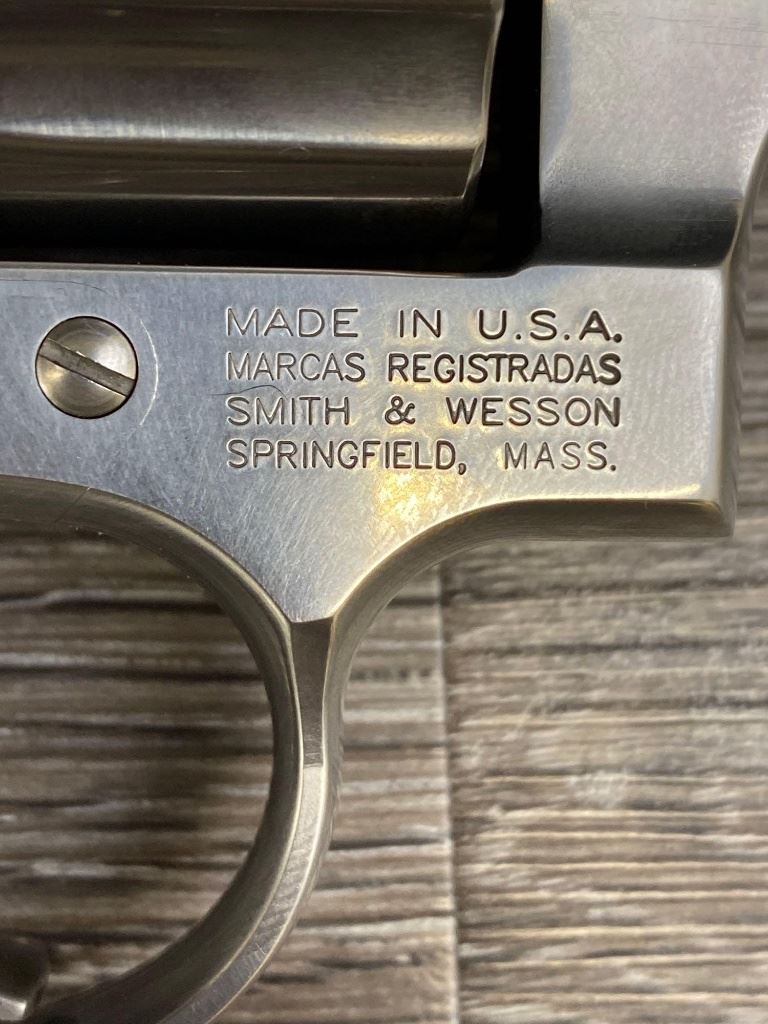 MADE IN U.S.A.
MARCAS REGISTRADAS
SMITH & WESSON
SPRINGFIELD, MASS.